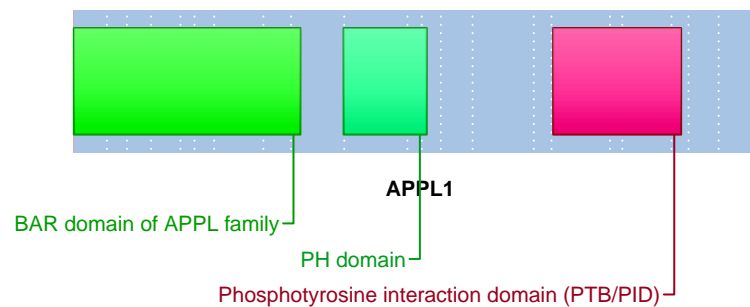 APPL1
BAR domain of APPL family
PH domain
Phosphotyrosine interaction domain (PTB/PID)